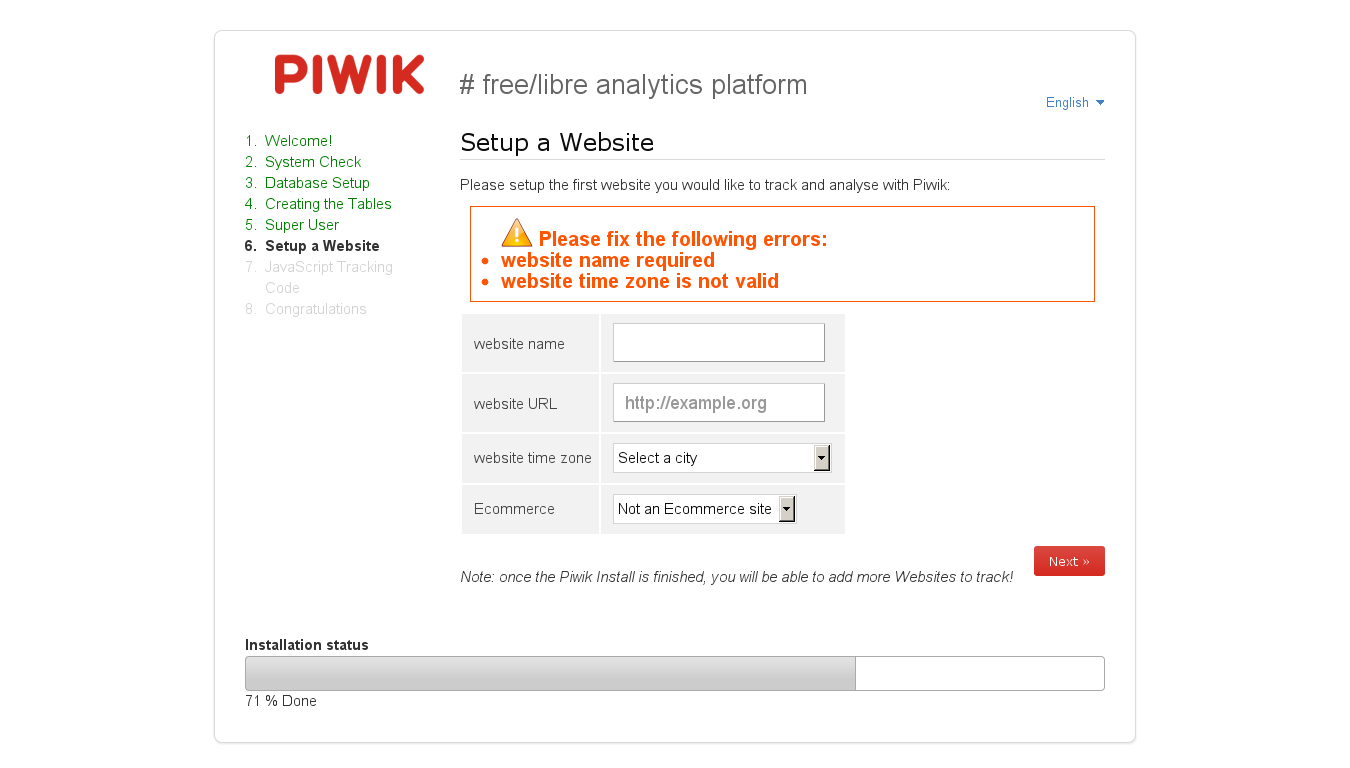 PIWIK
# free/libre analytics platform
English
1. Welcome!
2. System Check
3. Database Setup
4. Creating the Tables
5. Super User
6. Setup a Website
7. JavaScript Tracking
Code
8. Congratulations
Setup a Website
Please setup the first website you would like to track and analyse with Piwik:
Please fix the following errors:
• website name required
• website time zone is not valid
website name
website URL http://example.org
website time zone Select a city
Ecommerce Not an Ecommerce site
Next »
Note: once the Piwik Install is finished, you will be able to add more Websites to track!
Installation status
71 % Done